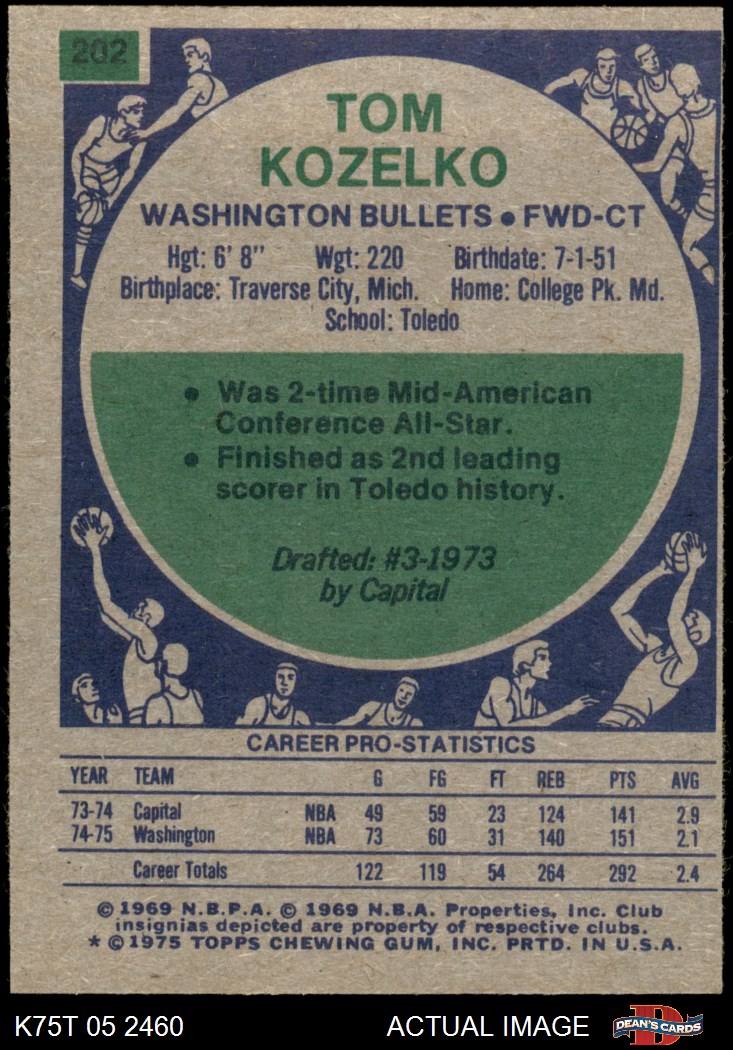 202
TOM
KOZELKO
WASHINGTON BULLETS • FWD-CT
Hgt: 6' 8" Wgt: 220 Birthdate: 7-1-51
Birthplace: Traverse City, Mich. Home: College Pk. Md.
School: Toledo
• Was 2-time Mid-American
Conference All-Star.
• Finished as 2nd leading
scorer in Toledo history.
Drafted: #3-1973
by Capital
CAREER PRO-STATISTICS
YEAR TEAM G FG FT REB PTS AVG
73-74 Capital NBA 49 59 23 124 141 2.9
74-75 Washington NBA 73 60 31 140 151 2.1
Career Totals 122 119 54 264 292 2.4
© 1969 N.B.P.A. © 1969 N.B.A. Properties, Inc. Club
insignias depicted are property of respective clubs.
* © 1975 TOPPS CHEWING GUM, INC. PRTD. IN U.S.A.
K75T 05 2460 ACTUAL IMAGE D DEAN'S CARDS